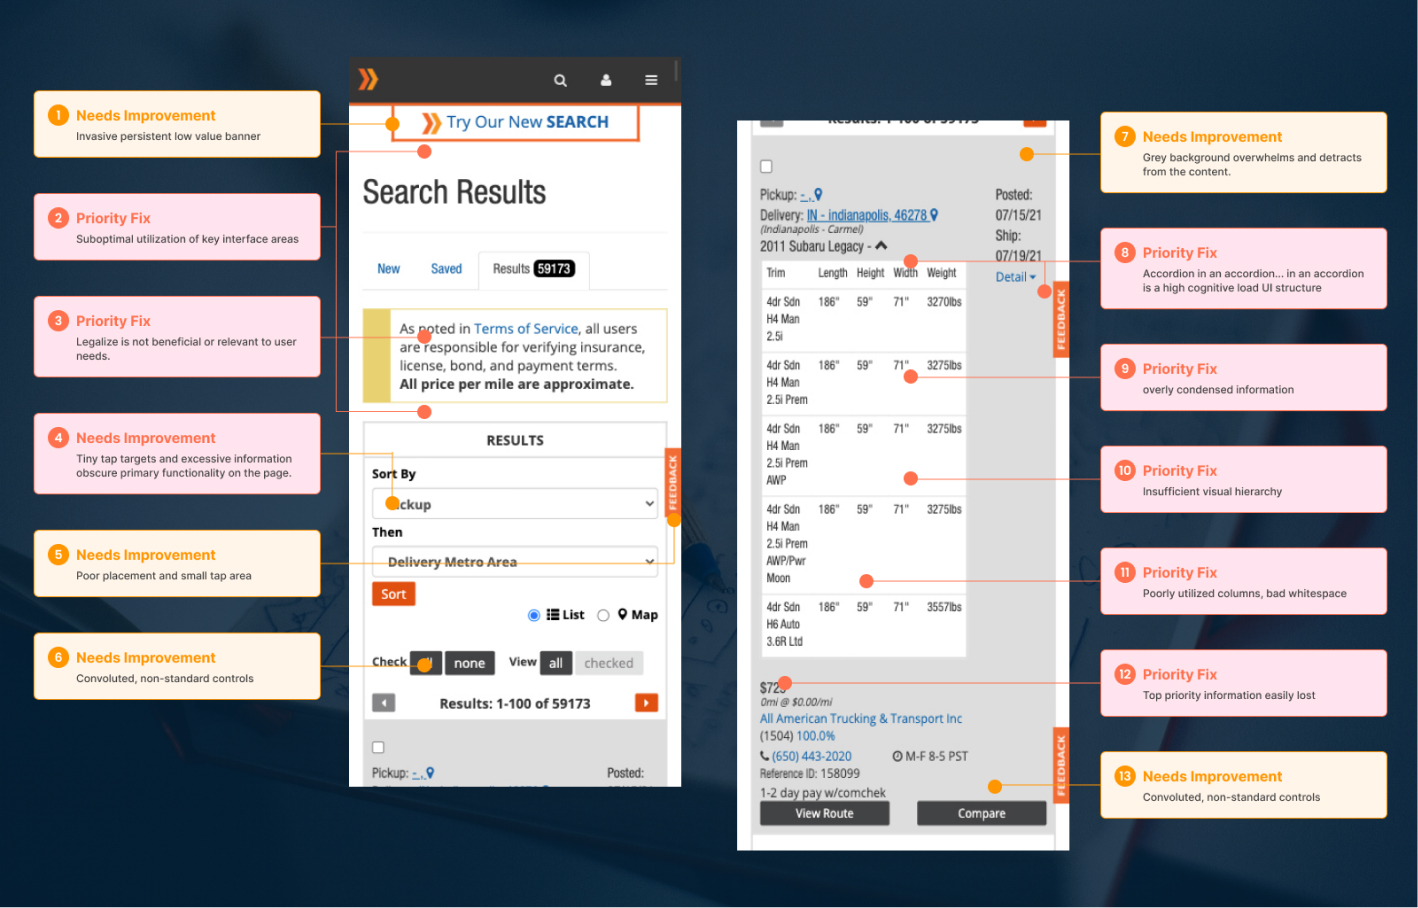 1 Needs Improvement
Invasive persistent low value banner
2 Priority Fix
Suboptimal utilization of key interface areas
3 Priority Fix
Legalize is not beneficial or relevant to user
needs.
4 Needs Improvement
Tiny tap targets and excessive information
obscure primary functionality on the page.
5 Needs Improvement
Poor placement and small tap area
6 Needs Improvement
Convoluted, non-standard controls
Try Our New SEARCH
Search Results
New Saved Results 59173
As noted in Terms of Service, all users
are responsible for verifying insurance,
license, bond, and payment terms.
All price per mile are approximate.
RESULTS
Sort By
Then
Delivery Metro Area
Sort
List Map
Check none View all checked
Results: 1-100 of 59173
Pickup: - , Posted:
FEEDBACK
Results: 1-100 of 59173
Pickup: - , Posted:
07/15/21
Delivery: IN - indianapolis, 46278
(Indianapolis - Carmel)
Ship:
07/19/21
2011 Subaru Legacy -
Detail
Trim Length Height Width Weight
4dr Sdn 186" 59" 71" 3270lbs
H4 Man
2.5i
4dr Sdn 186" 59" 71" 3275lbs
H4 Man
2.5i Prem
4dr Sdn 186" 59" 71" 3275lbs
H4 Man
2.5i Prem
AWP
4dr Sdn 186" 59" 71" 3275lbs
H4 Man
2.5i Prem
AWP/Pwr
Moon
4dr Sdn 186" 59" 71" 3557lbs
H6 Auto
3.6R Ltd
$725
0mi @ $0.00/mi
All American Trucking & Transport Inc
(1504) 100.0%
(650) 443-2020 M-F 8-5 PST
Reference ID: 158099
1-2 day pay w/comchek
View Route Compare
FEEDBACK
FEEDBACK
7 Needs Improvement
Grey background overwhelms and detracts
from the content.
8 Priority Fix
Accordion in an accordion... in an accordion
is a high cognitive load UI structure
9 Priority Fix
overly condensed information
10 Priority Fix
Insufficient visual hierarchy
11 Priority Fix
Poorly utilized columns, bad whitespace
12 Priority Fix
Top priority information easily lost
13 Needs Improvement
Convoluted, non-standard controls